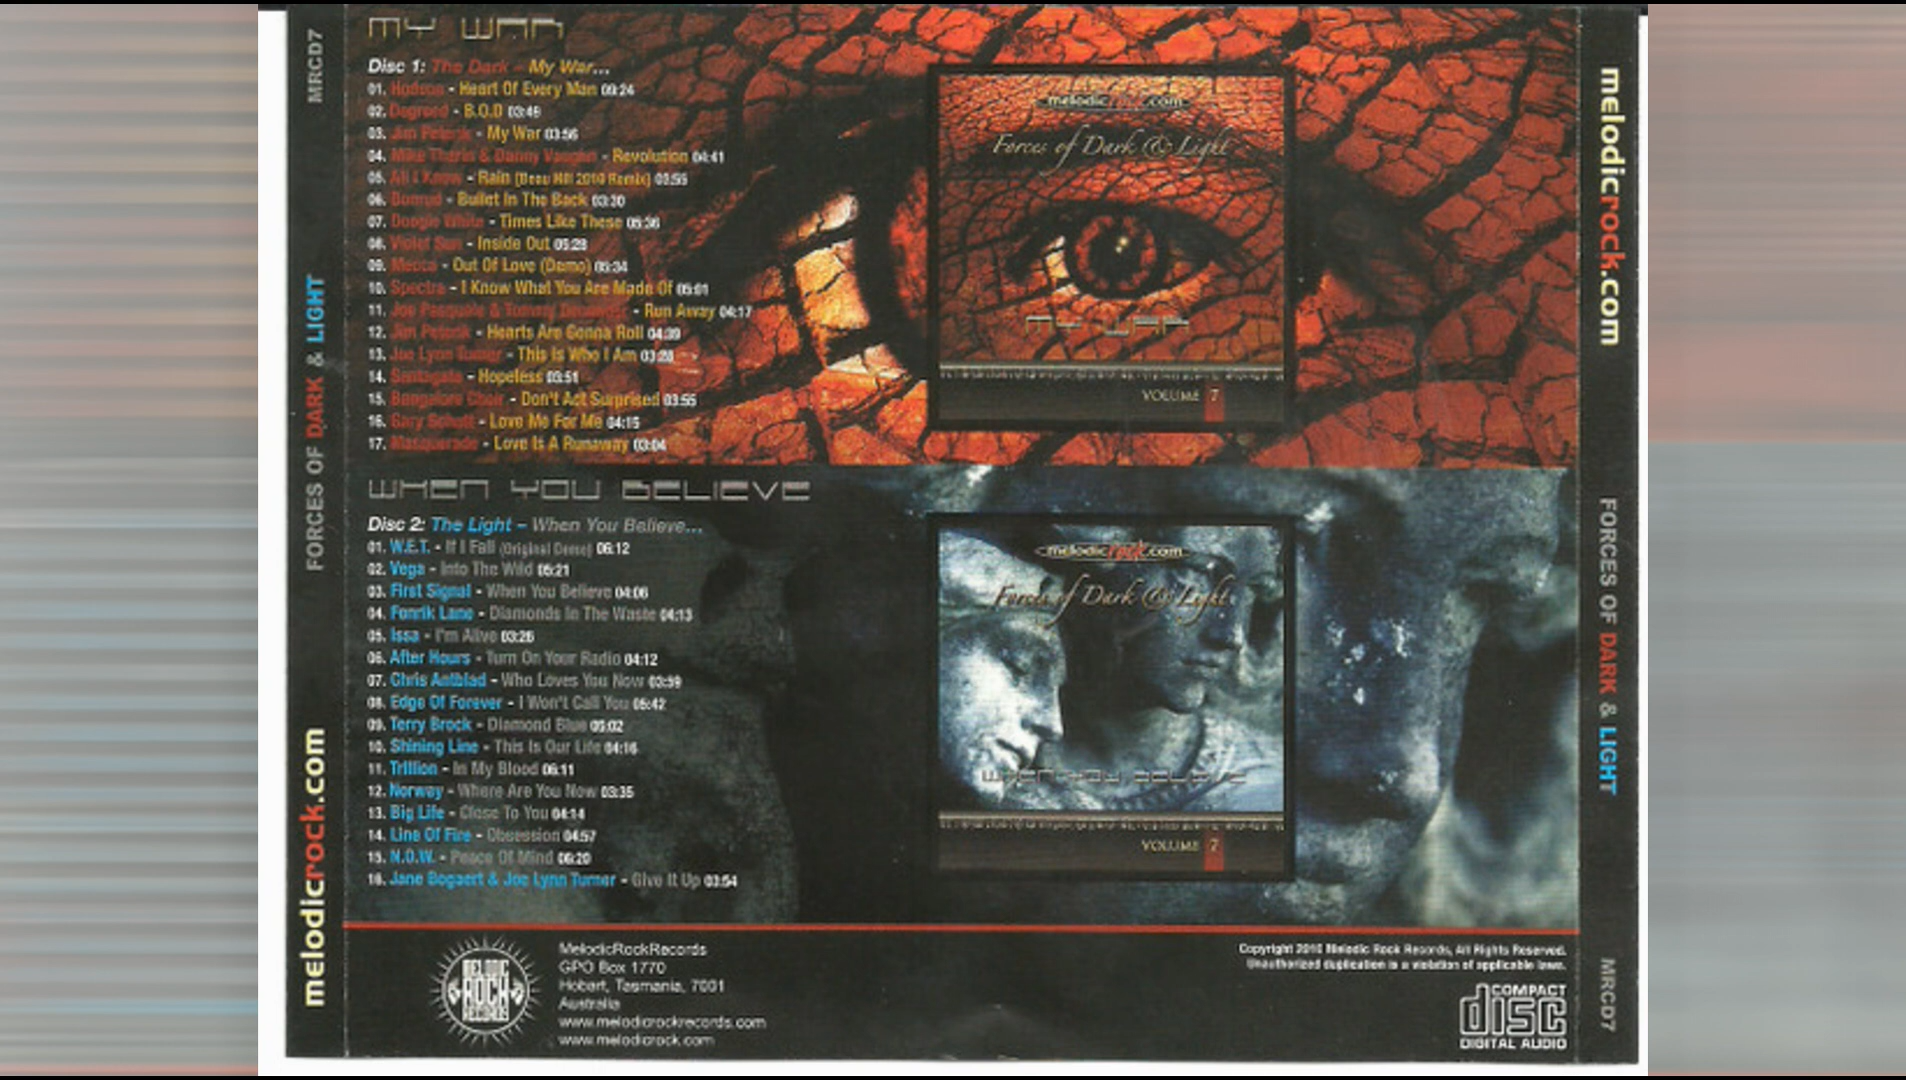 MY WAR
Disc 1: The Dark – My War...
01. Hudson - Heart Of Every Man 09:24
02. Degreed - B.O.D 03:49
03. Jim Peterik - My War 03:56
04. Mike Therin & Danny Vaughn - Revolution 04:41
05. All I Know - Rain (Beau Hill 2010 Remix) 03:55
06. Bonrud - Bullet In The Back 03:30
07. Doogie White - Times Like These 05:36
08. Violet Sun - Inside Out 05:28
09. Mecca - Out Of Love (Demo) 05:34
10. Spectra - I Know What You Are Made Of 05:01
11. Joe Pasquale & Tommy - Run Away 04:17
12. Jim Peterik - Hearts Are Gonna Roll 04:39
13. Joe Lynn Turner - This Is Who I Am 03:28
14. Santagata - Hopeless 03:51
15. Bangalore Choir - Don't Act Surprised 03:55
16. Gary Schutt - Love Me For Me 04:15
17. Masquerade - Love Is A Runaway 03:04
melodicrock.com
Forces of Dark & Light
MY WAR
VOLUME 7
WHEN YOU BELIEVE
Disc 2: The Light – When You Believe...
01. W.E.T. - If I Fall (Original Demo) 06:12
02. Vega - Into The Wild 05:21
03. First Signal - When You Believe 04:06
04. Fenrik Lane - Diamonds In The Waste 04:13
05. Issa - I'm Alive 03:26
06. After Hours - Turn On Your Radio 04:12
07. Chris Antblad - Who Loves You Now 03:59
08. Edge Of Forever - I Won't Call You 05:42
09. Terry Brock - Diamond Blue 05:02
10. Shining Line - This Is Our Life 04:16
11. Trillion - In My Blood 06:11
12. Norway - Where Are You Now 03:35
13. Big Life - Close To You 04:14
14. Line Of Fire - Obsession 04:57
15. N.O.W. - Peace Of Mind 06:20
16. Jane Bogaert & Joe Lynn Turner - Give It Up 03:54
melodicrock.com
Forces of Dark & Light
WHEN YOU BELIEVE
VOLUME 7
MELODIC
ROCK
RECORDS
MelodicRockRecords
GPO Box 1770
Hobart, Tasmania, 7001
Australia
www.melodicrockrecords.com
www.melodicrock.com
Copyright 2010 Melodic Rock Records, All Rights Reserved.
Unauthorized duplication is a violation of applicable laws.
COMPACT
disc
DIGITAL AUDIO
melodicrock.com FORCES OF DARK & LIGHT MRCD7
melodicrock.com FORCES OF DARK & LIGHT MRCD7